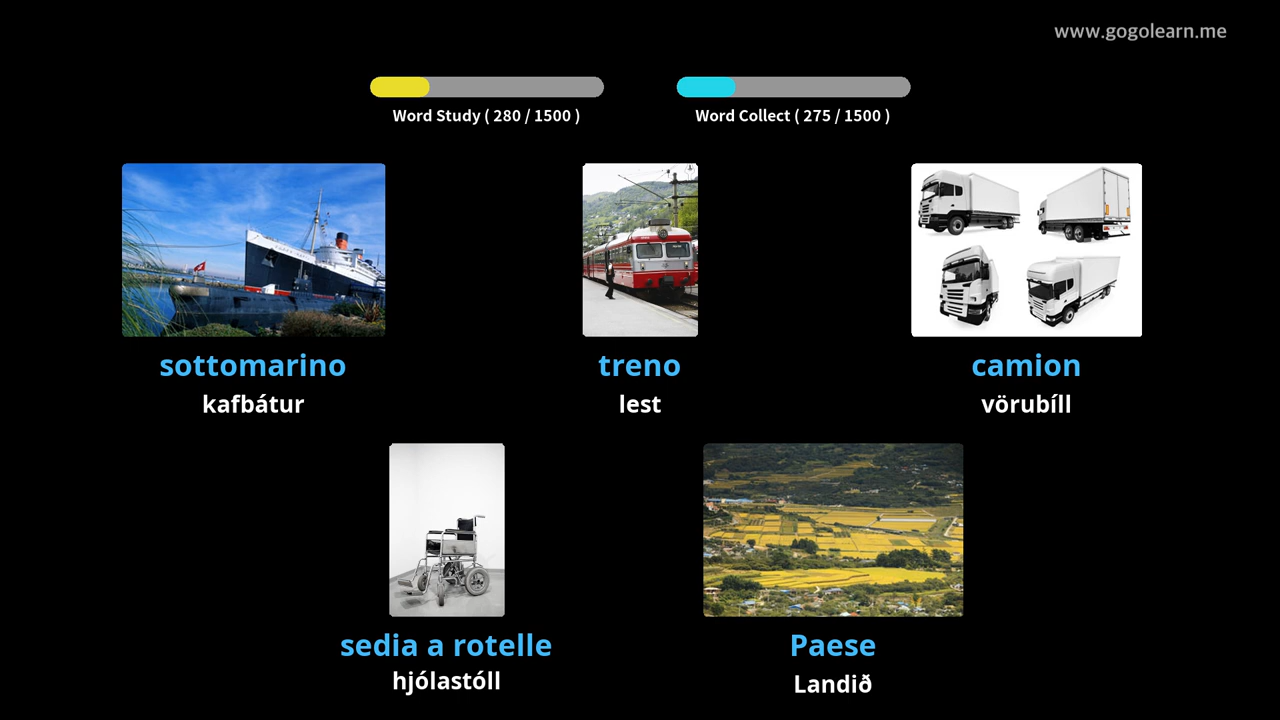 www.gogolearn.me
Word Study ( 280 / 1500 )
Word Collect ( 275 / 1500 )
sottomarino
kafbátur
treno
lest
camion
vörubíll
sedia a rotelle
hjólastóll
Paese
Landið